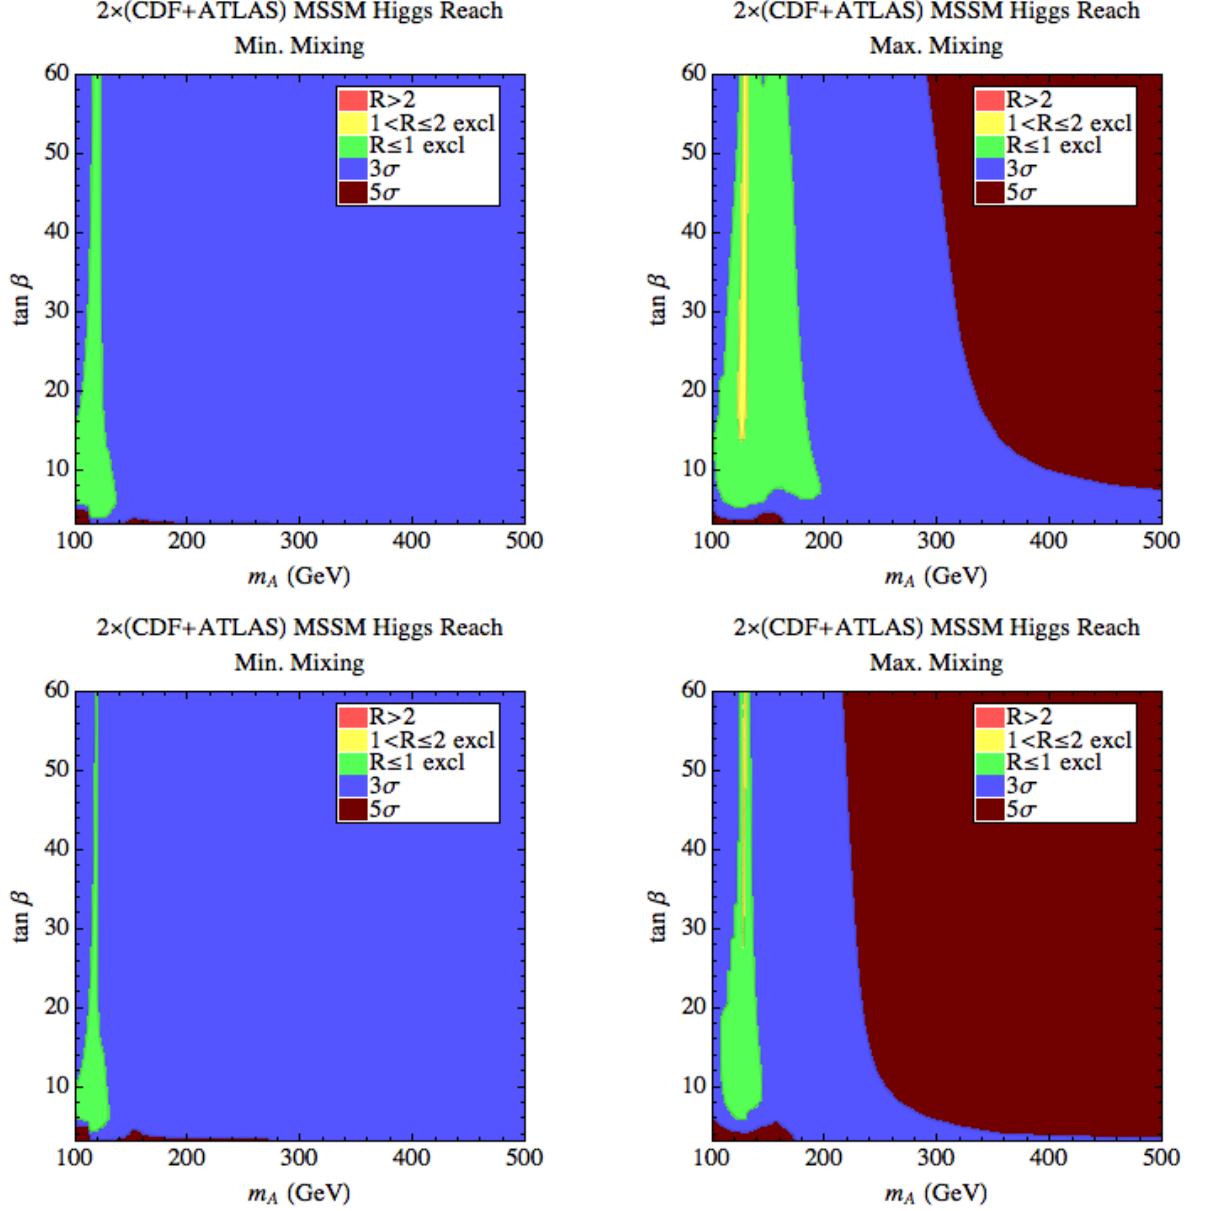 2×(CDF+ATLAS) MSSM Higgs Reach
Min. Mixing
60
50
40
30
20
10
tan β
R>2
1<R≤2 excl
R≤1 excl
3σ
5σ
100 200 300 400 500
m_A (GeV)
2×(CDF+ATLAS) MSSM Higgs Reach
Max. Mixing
60
50
40
30
20
10
tan β
R>2
1<R≤2 excl
R≤1 excl
3σ
5σ
100 200 300 400 500
m_A (GeV)
2×(CDF+ATLAS) MSSM Higgs Reach
Min. Mixing
60
50
40
30
20
10
tan β
R>2
1<R≤2 excl
R≤1 excl
3σ
5σ
100 200 300 400 500
m_A (GeV)
2×(CDF+ATLAS) MSSM Higgs Reach
Max. Mixing
60
50
40
30
20
10
tan β
R>2
1<R≤2 excl
R≤1 excl
3σ
5σ
100 200 300 400 500
m_A (GeV)